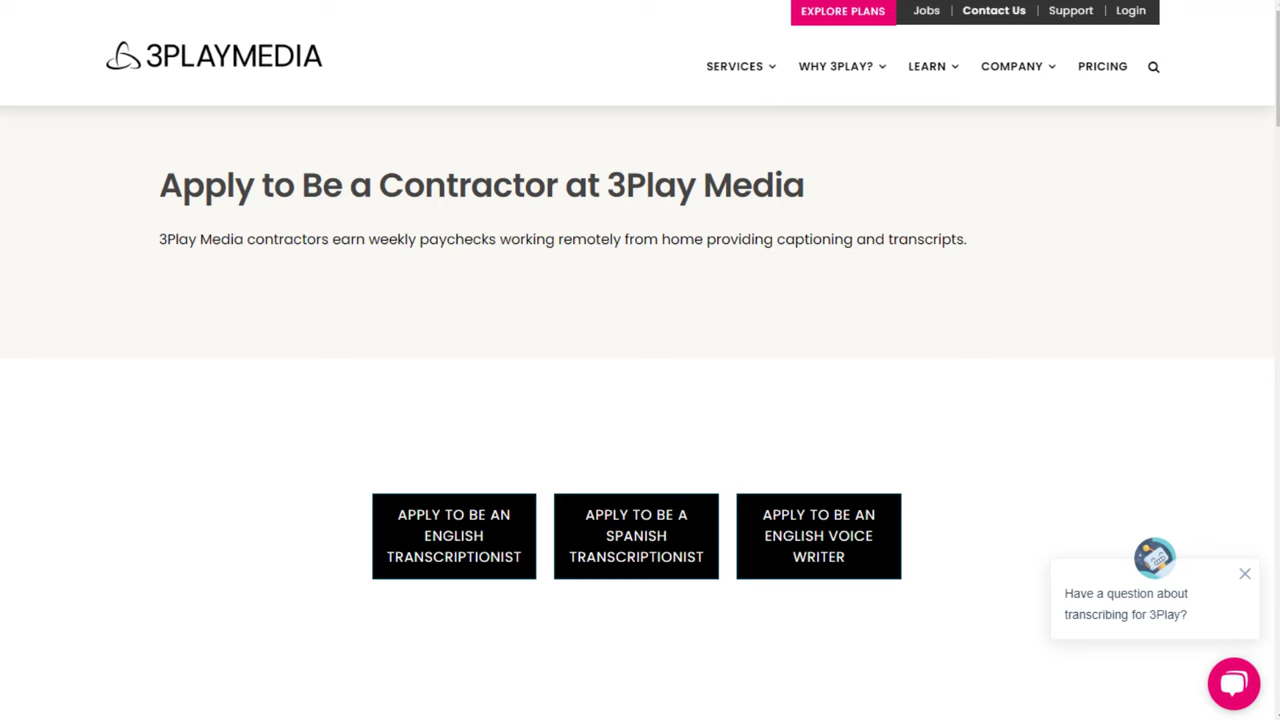 EXPLORE PLANS Jobs | Contact Us | Support | Login
3PLAYMEDIA
SERVICES WHY 3PLAY? LEARN COMPANY PRICING
Apply to Be a Contractor at 3Play Media
3Play Media contractors earn weekly paychecks working remotely from home providing captioning and transcripts.
APPLY TO BE AN
ENGLISH
TRANSCRIPTIONIST
APPLY TO BE A
SPANISH
TRANSCRIPTIONIST
APPLY TO BE AN
ENGLISH VOICE
WRITER
Have a question about
transcribing for 3Play?